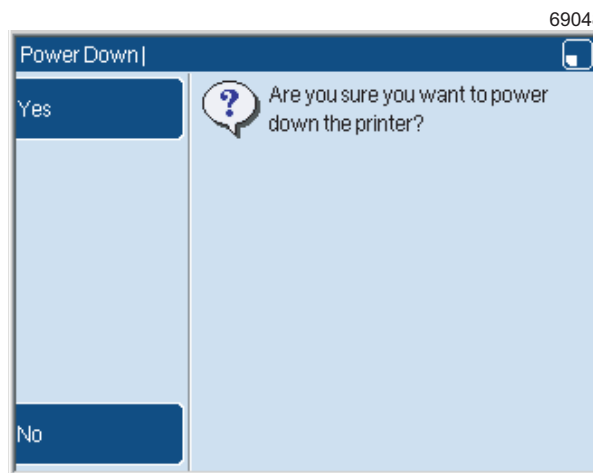 6904
Power Down|
Yes
Are you sure you want to power
down the printer?
No